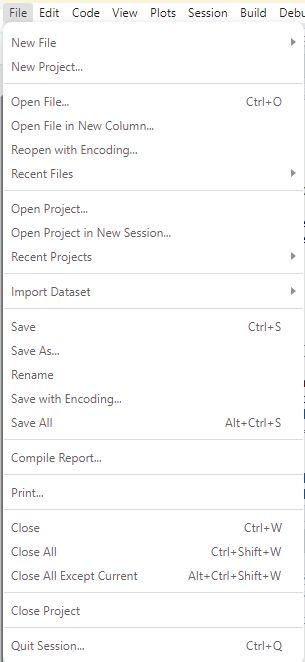 File Edit Code View Plots Session Build Debu
New File
New Project...
Open File... Ctrl+O
Open File in New Column...
Reopen with Encoding...
Recent Files
Open Project...
Open Project in New Session...
Recent Projects
Import Dataset
Save Ctrl+S
Save As...
Rename
Save with Encoding...
Save All Alt+Ctrl+S
Compile Report...
Print...
Close Ctrl+W
Close All Ctrl+Shift+W
Close All Except Current Alt+Ctrl+Shift+W
Close Project
Quit Session... Ctrl+Q